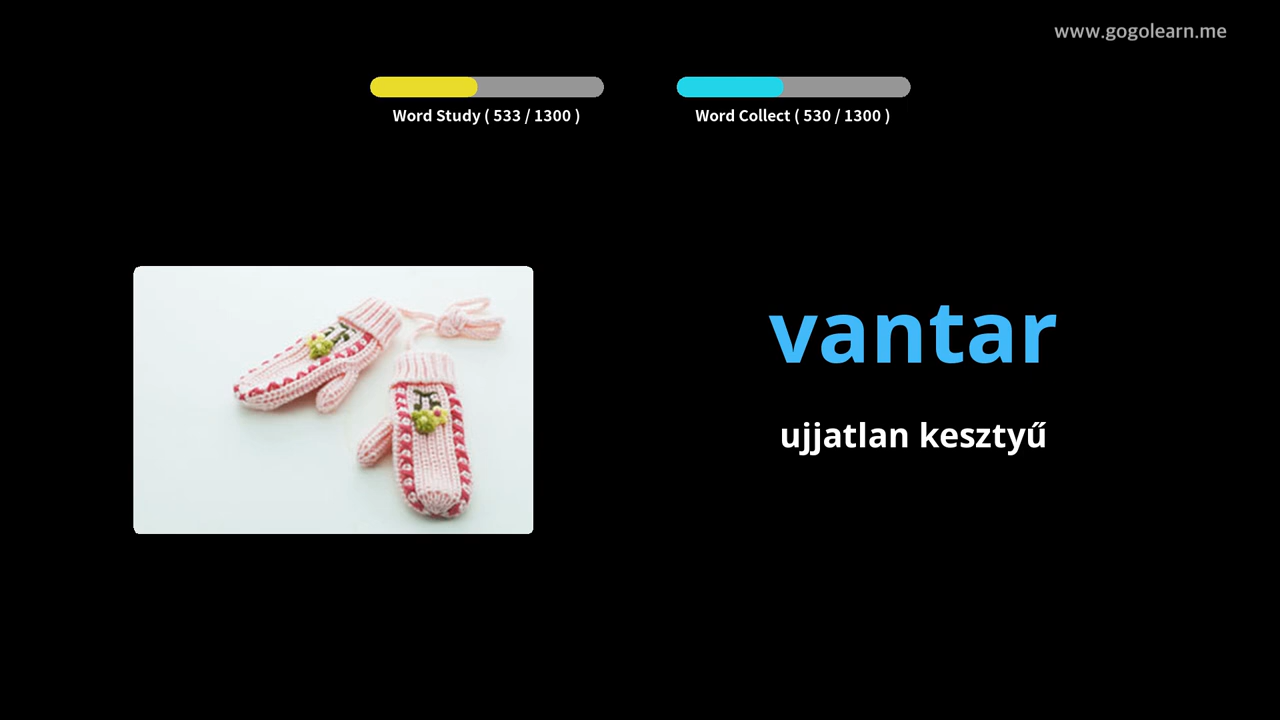 www.gogolearn.me
Word Study ( 533 / 1300 )
Word Collect ( 530 / 1300 )
vantar
ujjatlan kesztyű